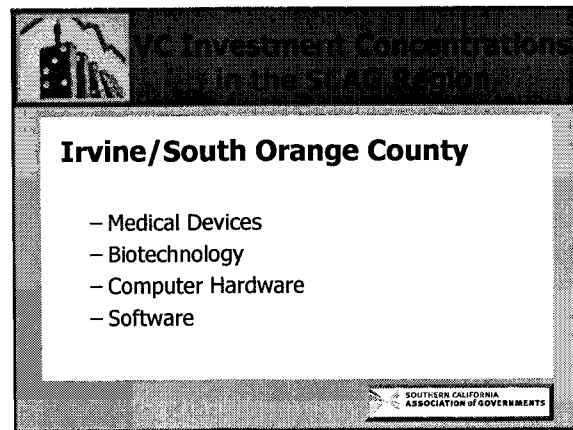 VC Investment Concentrations
in the SCAG Region
Irvine/South Orange County
– Medical Devices
– Biotechnology
– Computer Hardware
– Software
SOUTHERN CALIFORNIA
ASSOCIATION of GOVERNMENTS